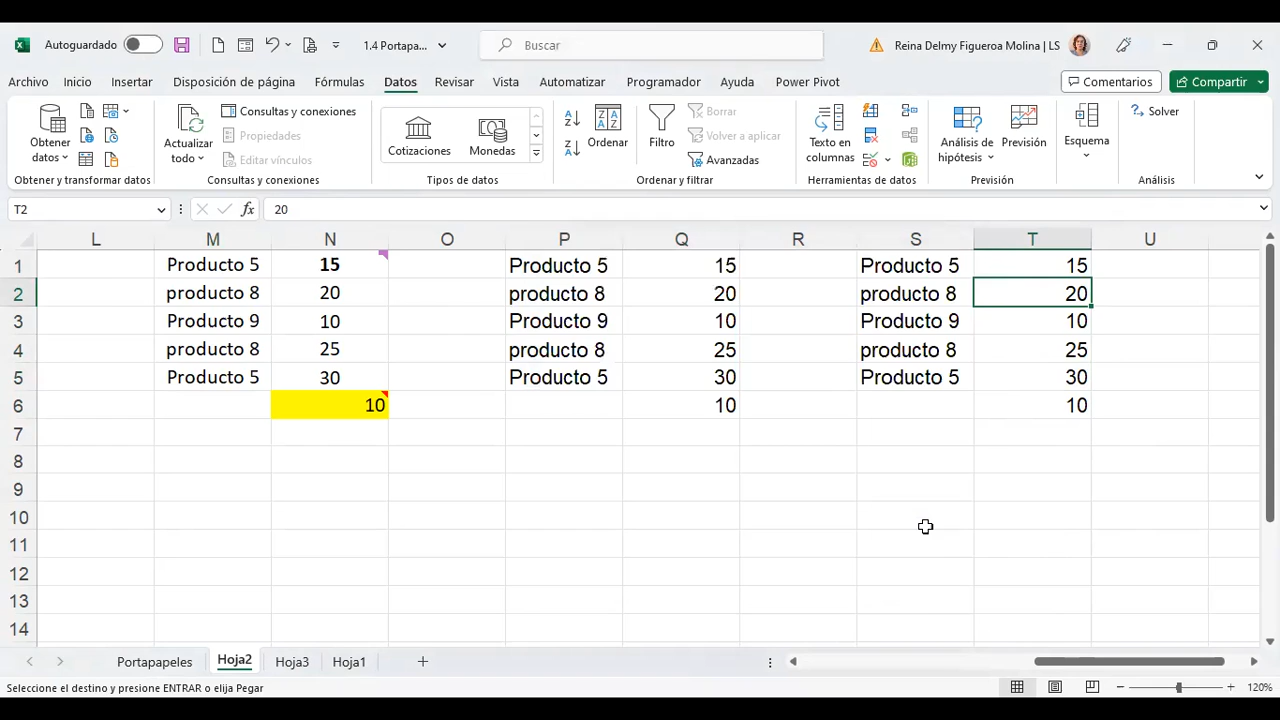 Autoguardado 1.4 Portapa... Buscar Reina Delmy Figueroa Molina | LS
Archivo Inicio Insertar Disposición de página Fórmulas Datos Revisar Vista Automatizar Programador Ayuda Power Pivot Comentarios Compartir
Obtener datos
Obtener y transformar datos
Actualizar todo
Consultas y conexiones
Propiedades
Editar vínculos
Consultas y conexiones
Cotizaciones Monedas
Tipos de datos
Ordenar
Filtro
Borrar
Volver a aplicar
Avanzadas
Ordenar y filtrar
Texto en columnas
Herramientas de datos
Análisis de hipótesis
Previsión
Previsión
Esquema
Solver
Análisis
T2 fx 20
L M N O P Q R S T U
1 Producto 5 15 Producto 5 15 Producto 5 15
2 producto 8 20 producto 8 20 producto 8 20
3 Producto 9 10 Producto 9 10 Producto 9 10
4 producto 8 25 producto 8 25 producto 8 25
5 Producto 5 30 Producto 5 30 Producto 5 30
6 10 10 10
7
8
9
10
11
12
13
14
Portapapeles Hoja2 Hoja3 Hoja1
Seleccione el destino y presione ENTRAR o elija Pegar 120%